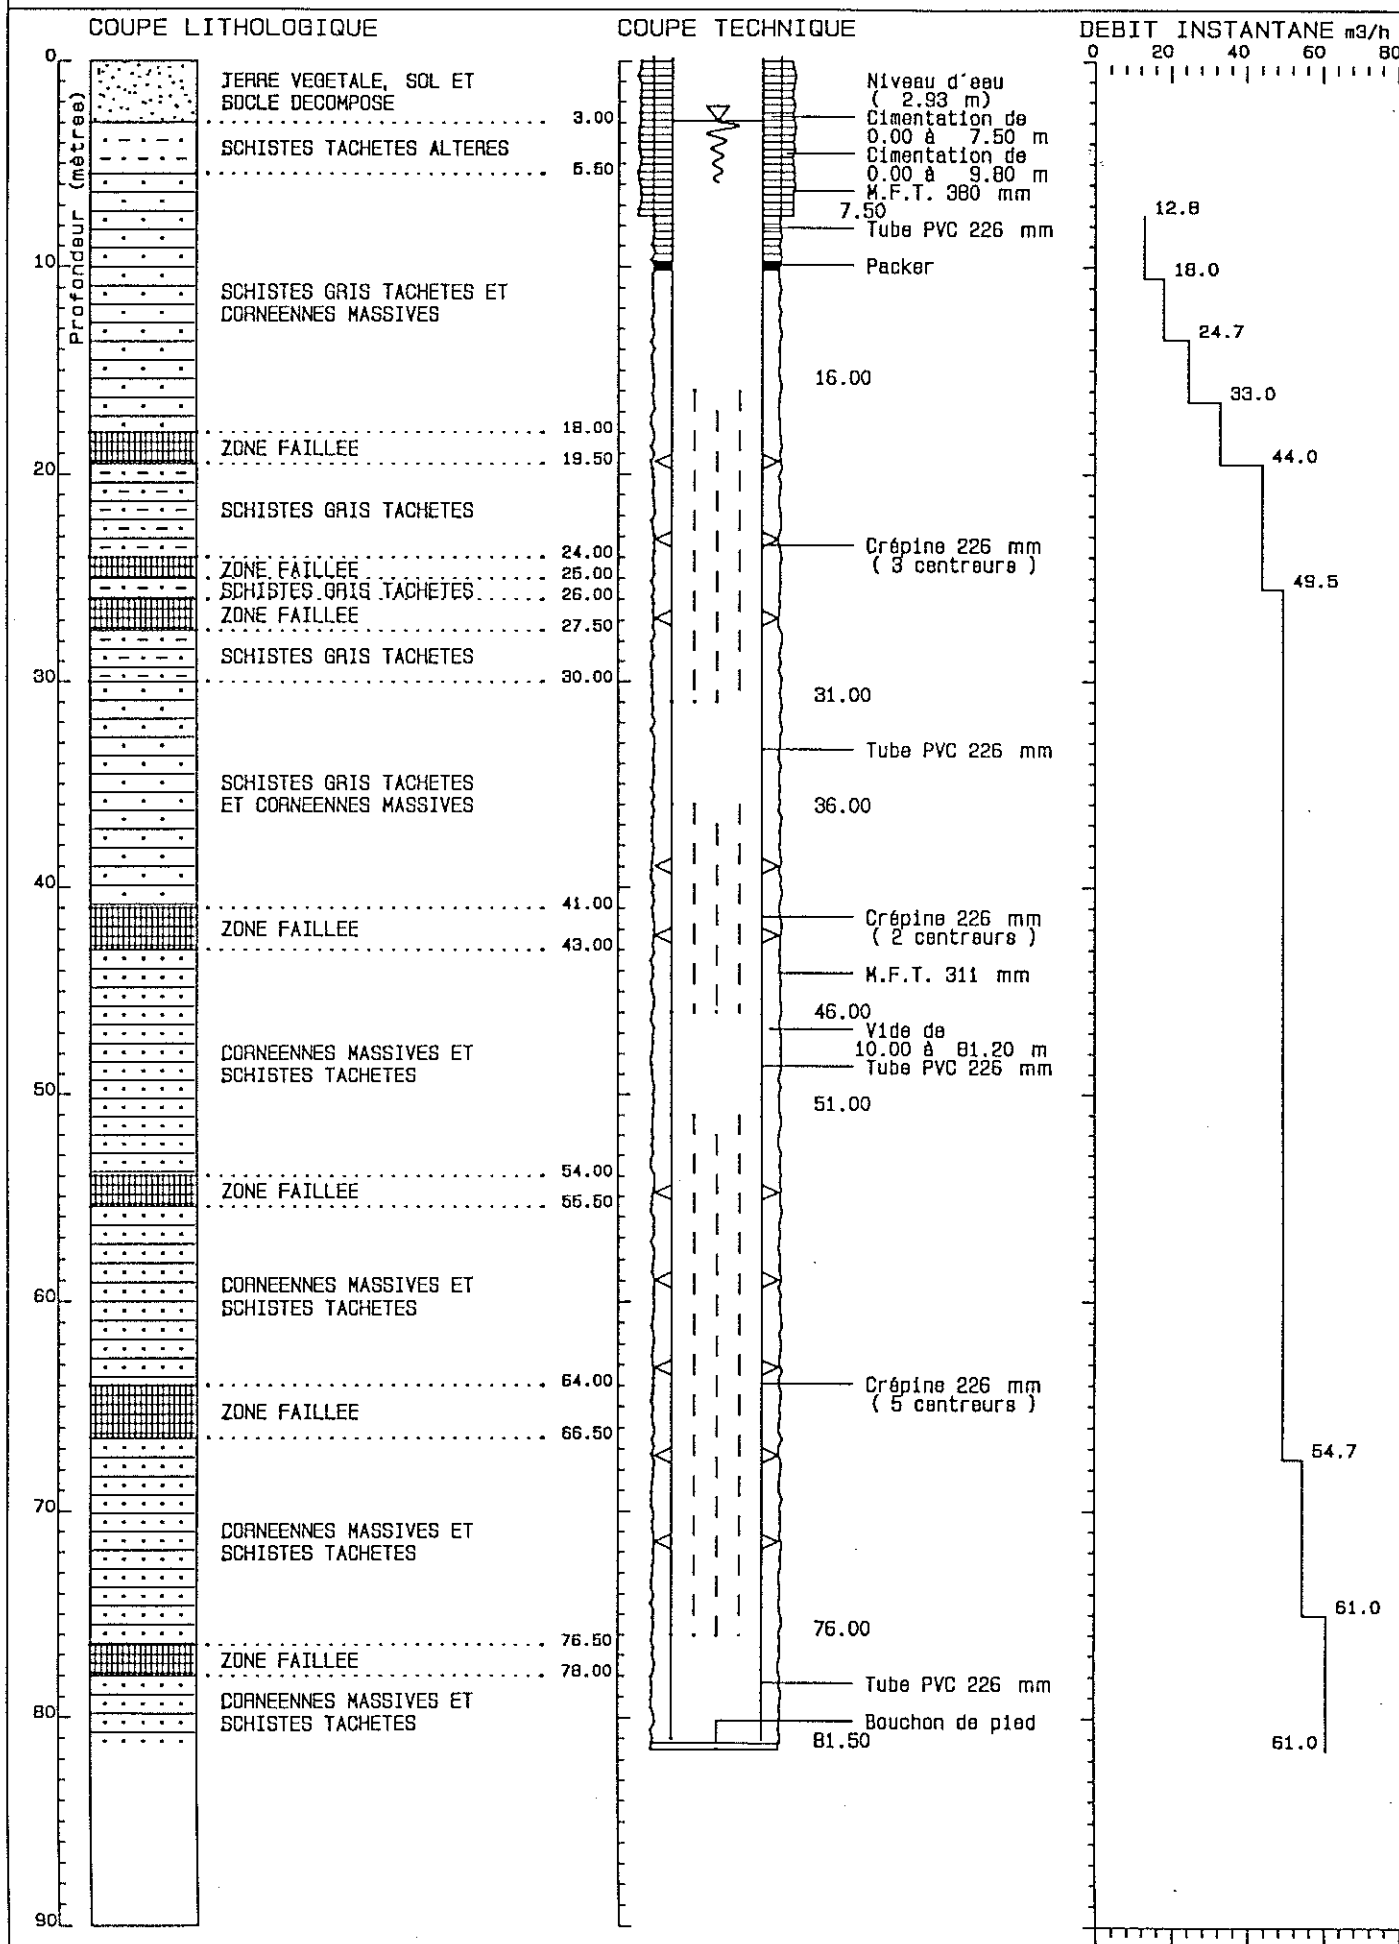 COUPE LITHOLOGIQUE
COUPE TECHNIQUE
DEBIT INSTANTANE m3/h
0 20 40 60 80
Profondeur (mètres)
0
10
20
30
40
50
60
70
80
90
TERRE VEGETALE, SOL ET
SOCLE DECOMPOSE
3.00
SCHISTES TACHETES ALTERES
5.50
SCHISTES GRIS TACHETES ET
CORNEENNES MASSIVES
18.00
ZONE FAILLEE
19.50
SCHISTES GRIS TACHETES
24.00
ZONE FAILLEE
25.00
SCHISTES GRIS TACHETES
26.00
ZONE FAILLEE
27.50
SCHISTES GRIS TACHETES
30.00
SCHISTES GRIS TACHETES
ET CORNEENNES MASSIVES
41.00
ZONE FAILLEE
43.00
CORNEENNES MASSIVES ET
SCHISTES TACHETES
54.00
ZONE FAILLEE
55.50
CORNEENNES MASSIVES ET
SCHISTES TACHETES
64.00
ZONE FAILLEE
66.50
CORNEENNES MASSIVES ET
SCHISTES TACHETES
76.50
ZONE FAILLEE
78.00
CORNEENNES MASSIVES ET
SCHISTES TACHETES
Niveau d'eau
( 2.93 m)
Cimentation de
0.00 à 7.50 m
Cimentation de
0.00 à 9.80 m
M.F.T. 380 mm
7.50
Tube PVC 226 mm
Packer
16.00
Crépine 226 mm
( 3 centreurs )
31.00
Tube PVC 226 mm
36.00
Crépine 226 mm
( 2 centreurs )
M.F.T. 311 mm
46.00
Vide de
10.00 à 81.20 m
Tube PVC 226 mm
51.00
Crépine 226 mm
( 5 centreurs )
76.00
Tube PVC 226 mm
Bouchon de pied
81.50
12.8
18.0
24.7
33.0
44.0
49.5
54.7
61.0
61.0